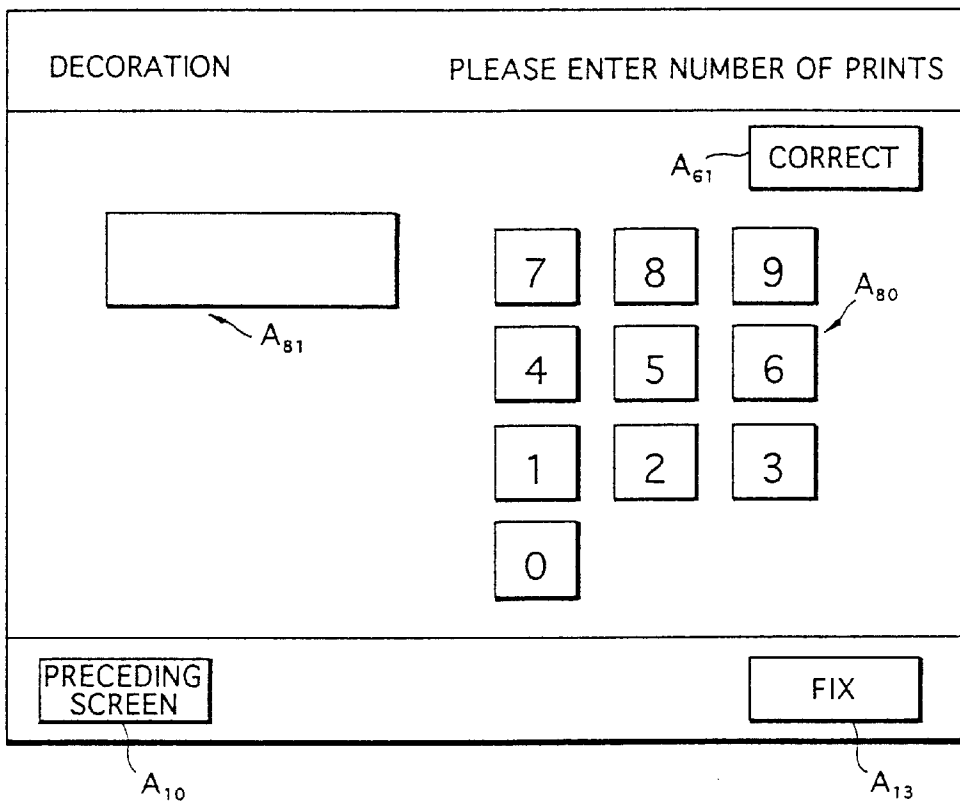 DECORATION PLEASE ENTER NUMBER OF PRINTS
A₆₁ CORRECT
7 8 9
A₈₀
A₈₁
4 5 6
1 2 3
0
PRECEDING
SCREEN
FIX
A₁₀ A₁₃